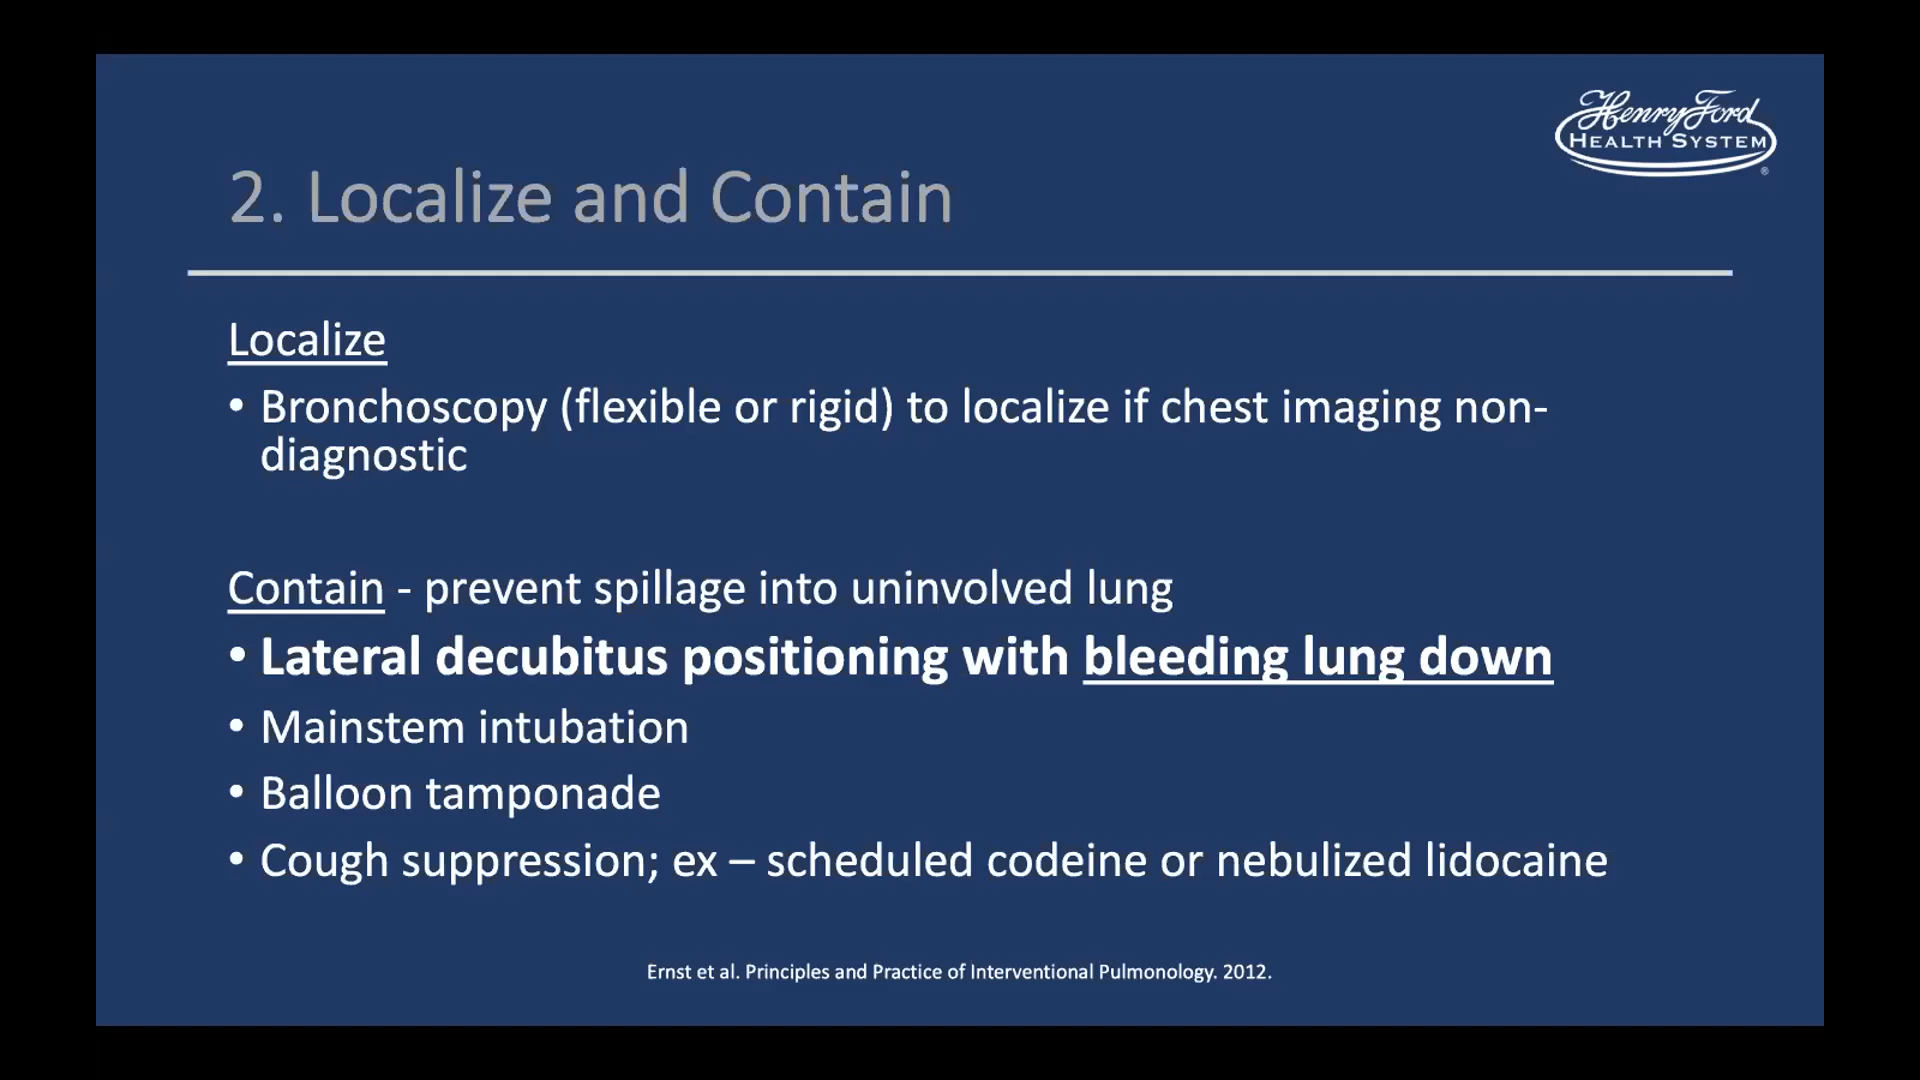 Henry Ford
HEALTH SYSTEM
®
2. Localize and Contain
Localize
• Bronchoscopy (flexible or rigid) to localize if chest imaging non-
diagnostic
Contain - prevent spillage into uninvolved lung
• Lateral decubitus positioning with bleeding lung down
• Mainstem intubation
• Balloon tamponade
• Cough suppression; ex – scheduled codeine or nebulized lidocaine
Ernst et al. Principles and Practice of Interventional Pulmonology. 2012.